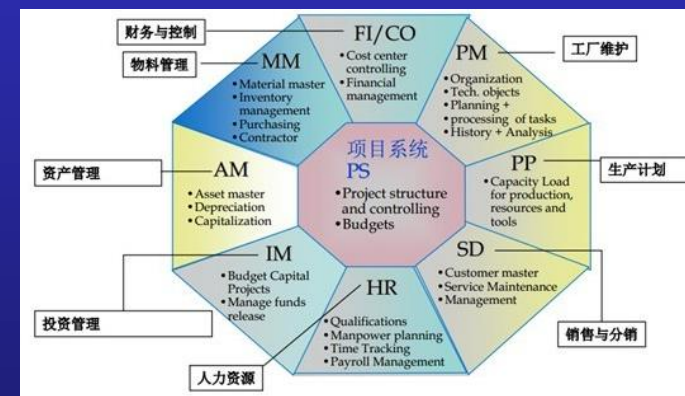 财务与控制
FI/CO
•Cost center
controlling
•Financial
management
物料管理
MM
•Material master
•Inventory
management
•Purchasing
•Contractor
工厂维护
PM
•Organization
•Tech. objects
•Planning +
•processing of tasks
•History + Analysis
资产管理
AM
•Asset master
•Depreciation
•Capitalization
项目系统
PS
•Project structure
and controlling
•Budgets
生产计划
PP
•Capacity Load
for production,
resources and
tools
投资管理
IM
•Budget Capital
Projects
•Manage funds
release
人力资源
HR
•Qualifications
•Manpower planning
•Time Tracking
•Payroll Management
销售与分销
SD
•Customer master
•Service Maintenance
•Management